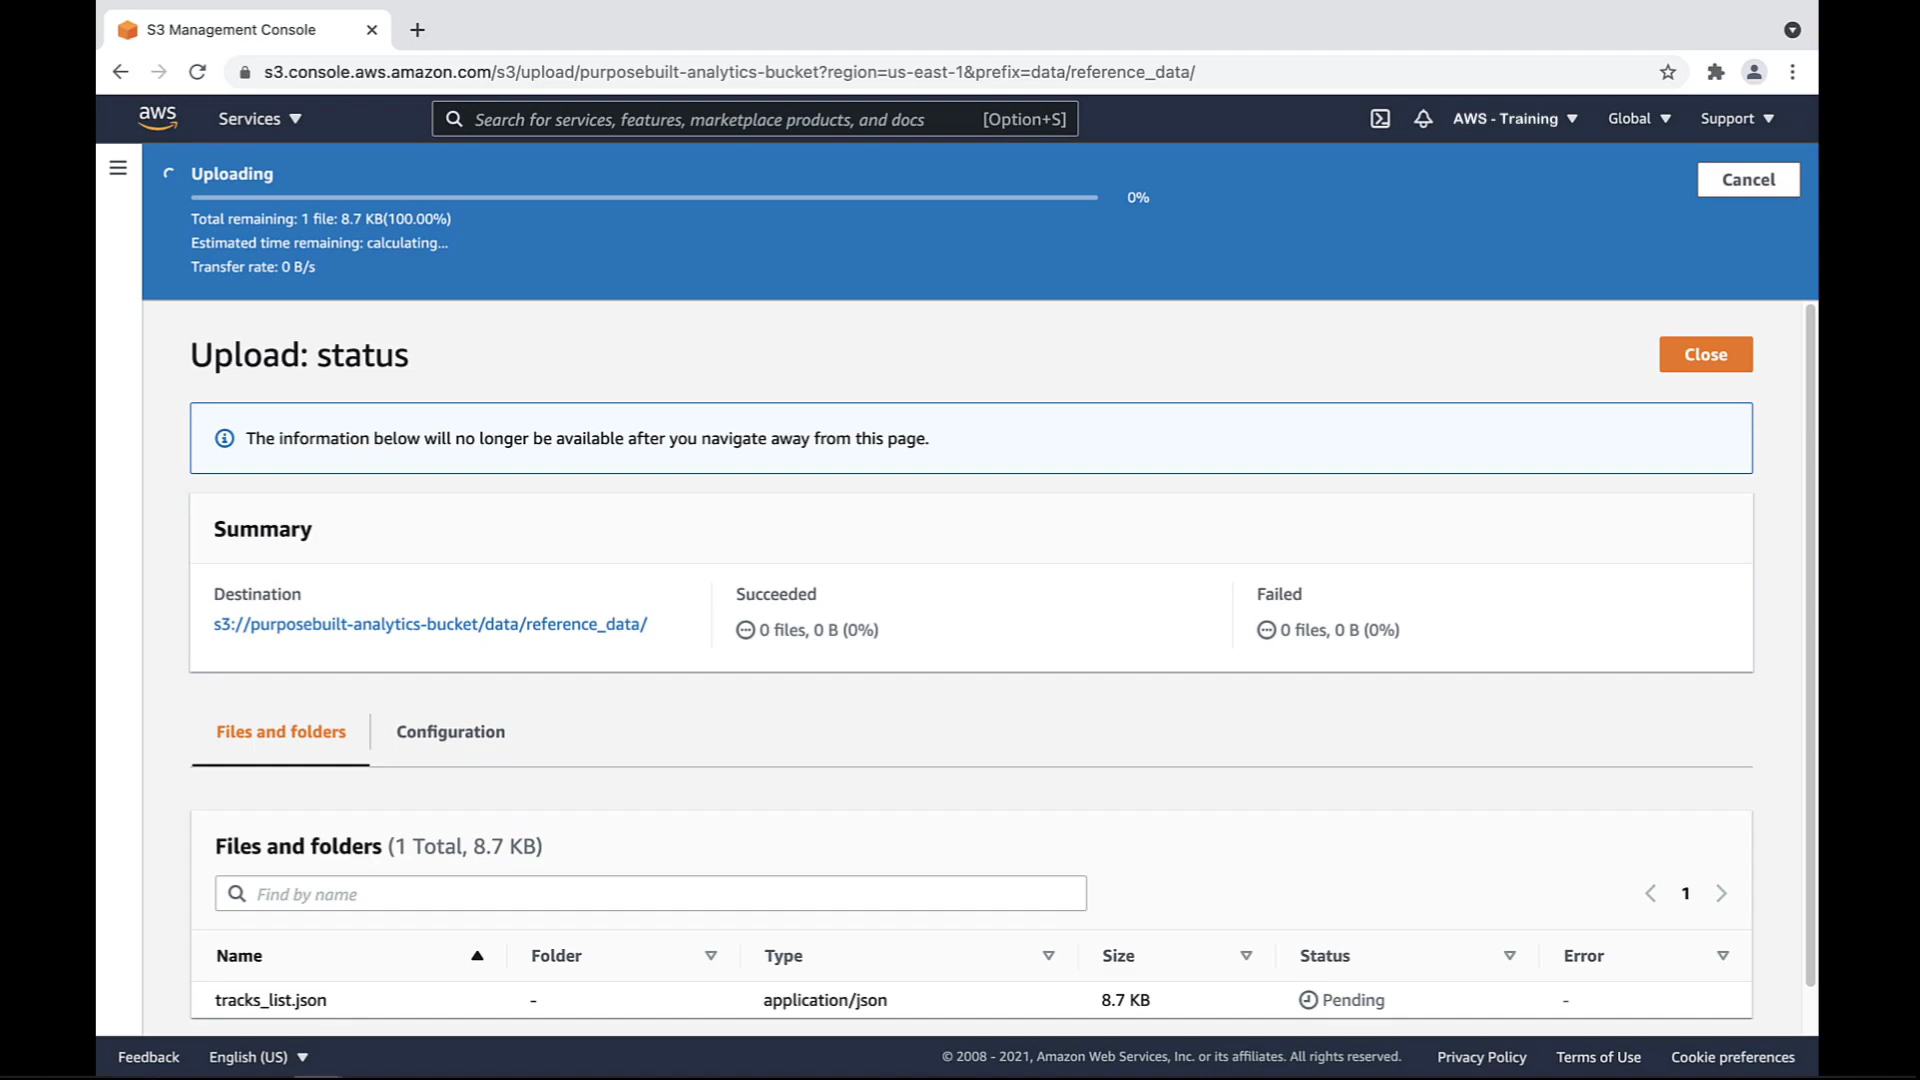 S3 Management Console
s3.console.aws.amazon.com/s3/upload/purposebuilt-analytics-bucket?region=us-east-1&prefix=data/reference_data/
aws
Services
Search for services, features, marketplace products, and docs [Option+S]
AWS - Training
Global
Support
Uploading
0%
Cancel
Total remaining: 1 file: 8.7 KB(100.00%)
Estimated time remaining: calculating...
Transfer rate: 0 B/s
Upload: status
Close
The information below will no longer be available after you navigate away from this page.
Summary
Destination
s3://purposebuilt-analytics-bucket/data/reference_data/
Succeeded
0 files, 0 B (0%)
Failed
0 files, 0 B (0%)
Files and folders
Configuration
Files and folders (1 Total, 8.7 KB)
Find by name
1
Name Folder Type Size Status Error
tracks_list.json - application/json 8.7 KB Pending -
Feedback English (US) © 2008 - 2021, Amazon Web Services, Inc. or its affiliates. All rights reserved. Privacy Policy Terms of Use Cookie preferences